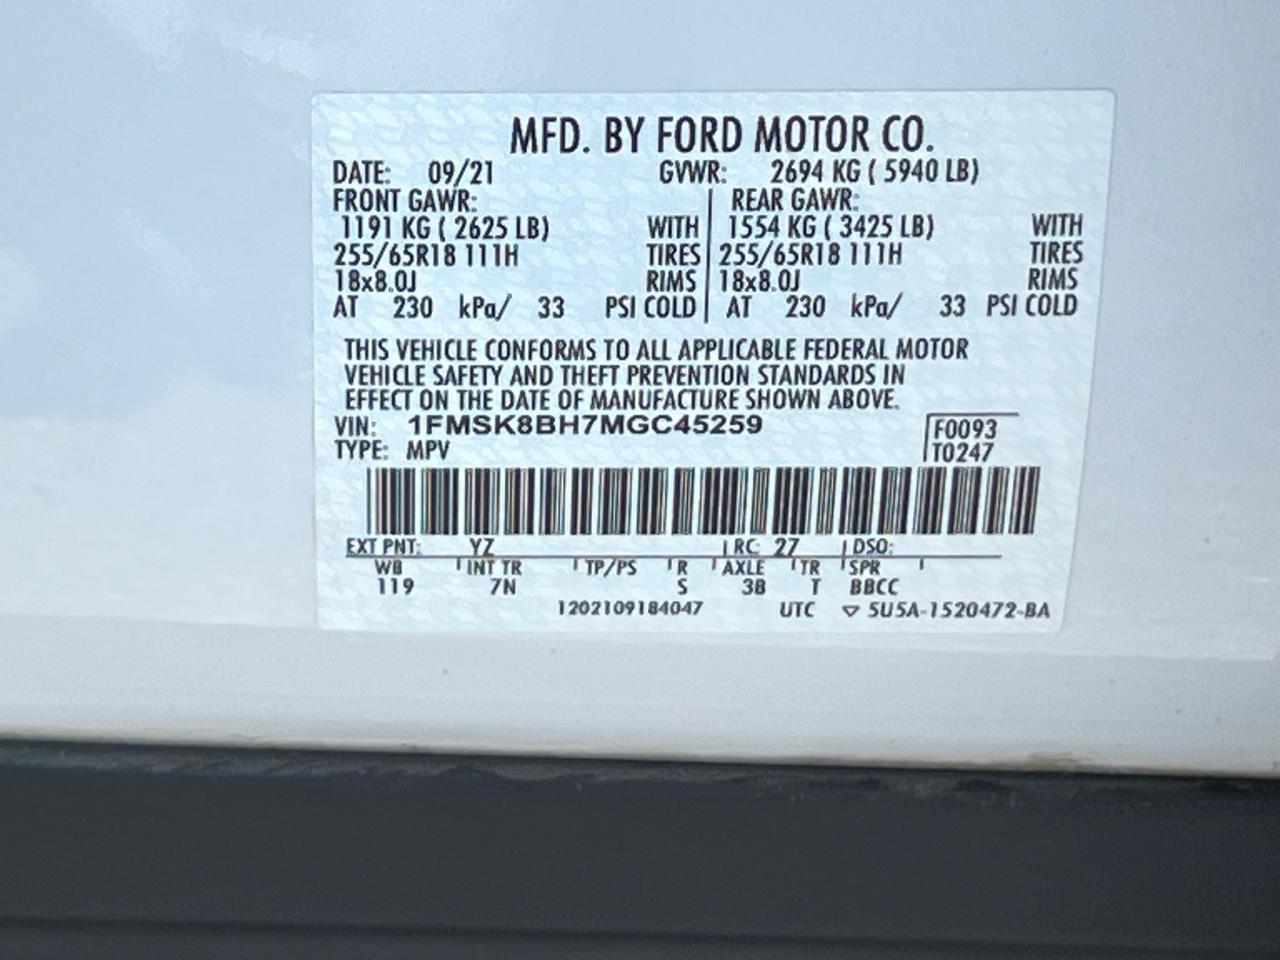 MFD. BY FORD MOTOR CO.
DATE: 09/21 GVWR: 2694 KG ( 5940 LB)
FRONT GAWR: REAR GAWR:
1191 KG ( 2625 LB) WITH 1554 KG ( 3425 LB) WITH
255/65R18 111H TIRES 255/65R18 111H TIRES
18x8.0J RIMS 18x8.0J RIMS
AT 230 kPa/ 33 PSI COLD AT 230 kPa/ 33 PSI COLD
THIS VEHICLE CONFORMS TO ALL APPLICABLE FEDERAL MOTOR
VEHICLE SAFETY AND THEFT PREVENTION STANDARDS IN
EFFECT ON THE DATE OF MANUFACTURE SHOWN ABOVE.
VIN: 1FMSK8BH7MGC45259 F0093
TYPE: MPV T0247
EXT PNT: YZ RC: 27 DSO:
WB INT TR TP/PS R AXLE TR SPR
119 7N S 3B T BBCC
1202109184047 UTC ▽ 5U5A-1520472-BA